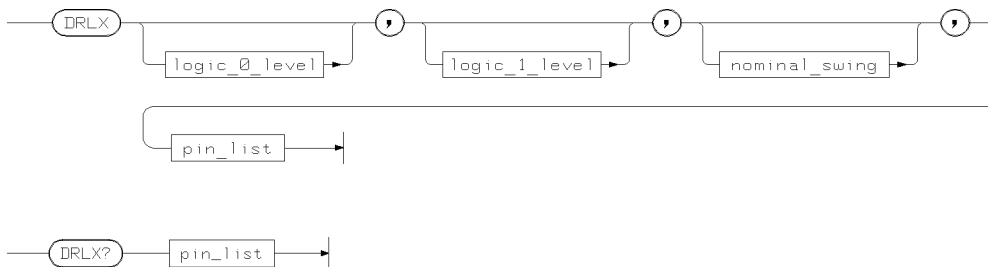 DRLX , , ,
logic_0_level logic_1_level nominal_swing
pin_list
DRLX? pin_list